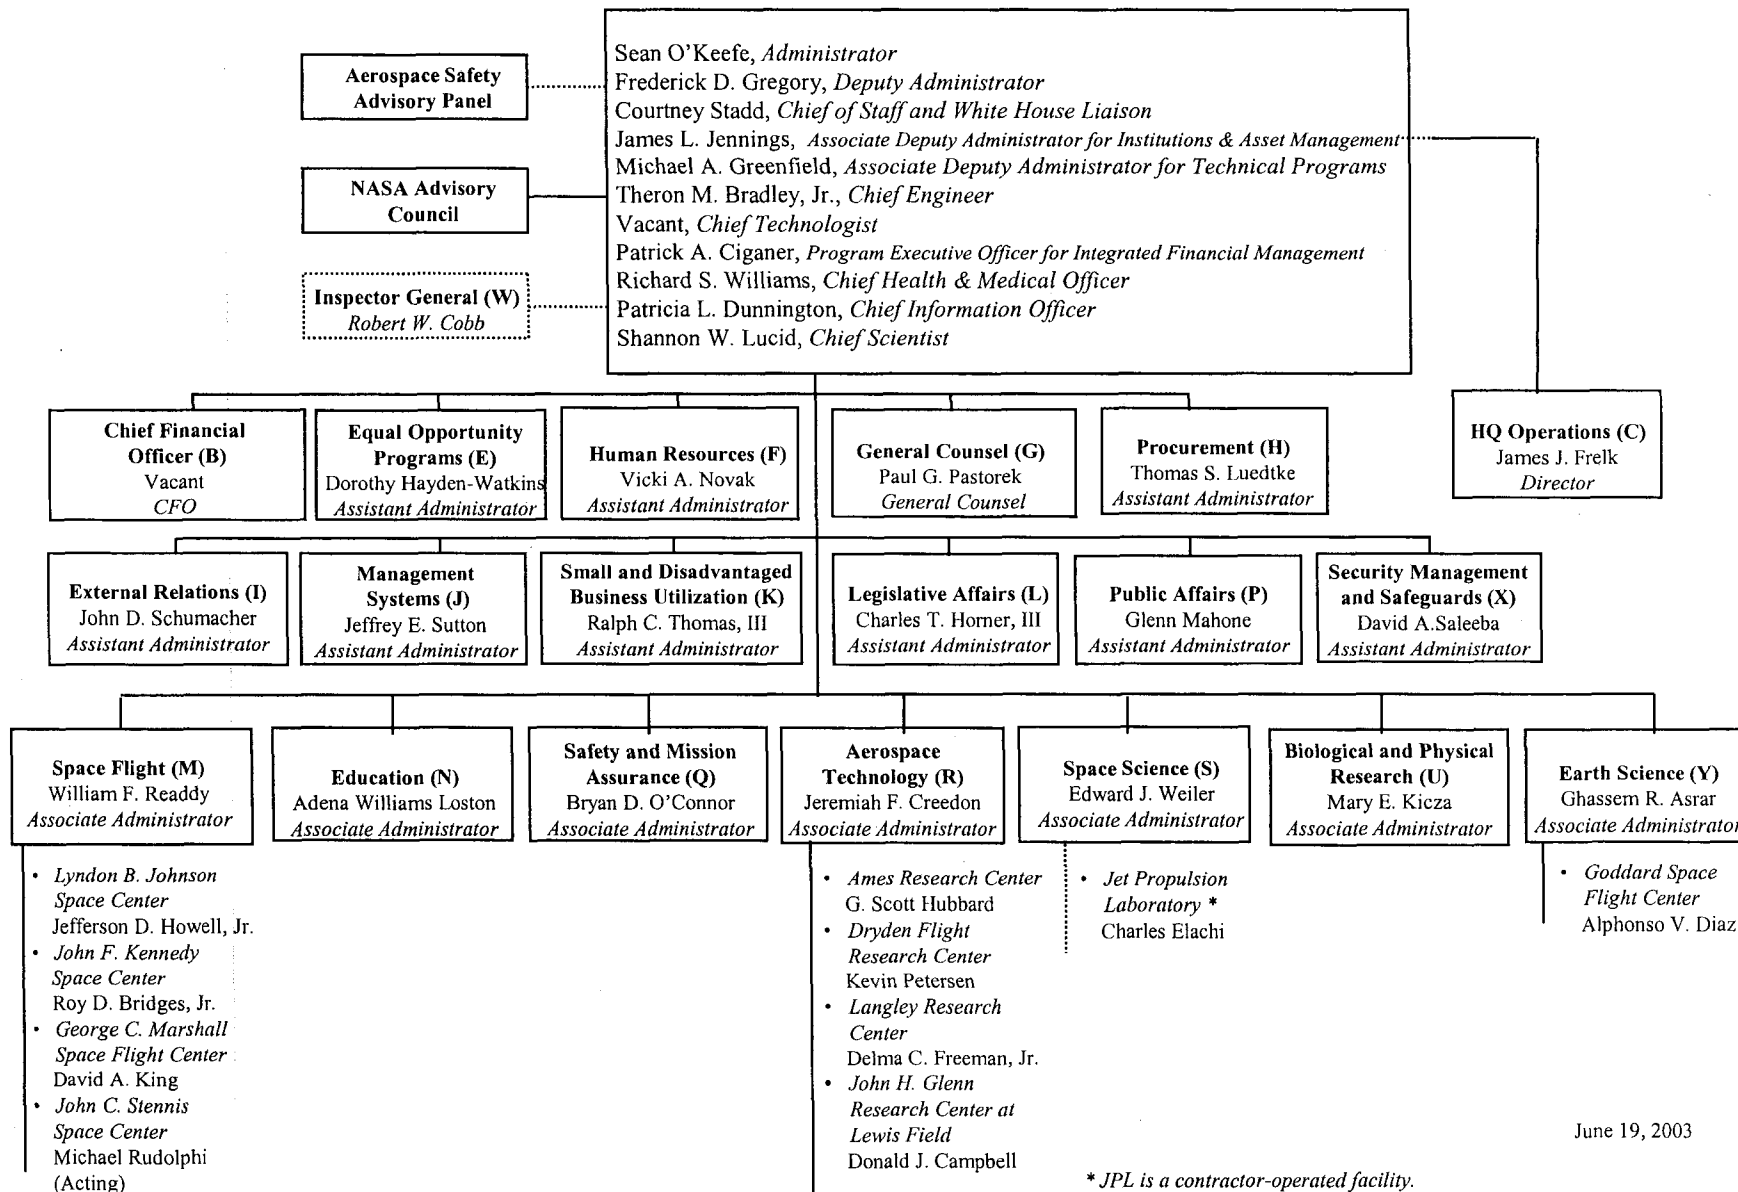 Sean O'Keefe, Administrator
Frederick D. Gregory, Deputy Administrator
Courtney Stadd, Chief of Staff and White House Liaison
James L. Jennings, Associate Deputy Administrator for Institutions & Asset Management
Michael A. Greenfield, Associate Deputy Administrator for Technical Programs
Theron M. Bradley, Jr., Chief Engineer
Vacant, Chief Technologist
Patrick A. Ciganer, Program Executive Officer for Integrated Financial Management
Richard S. Williams, Chief Health & Medical Officer
Patricia L. Dunnington, Chief Information Officer
Shannon W. Lucid, Chief Scientist
Aerospace Safety
Advisory Panel
NASA Advisory
Council
Inspector General (W)
Robert W. Cobb
Chief Financial
Officer (B)
Vacant
CFO
Equal Opportunity
Programs (E)
Dorothy Hayden-Watkins
Assistant Administrator
Human Resources (F)
Vicki A. Novak
Assistant Administrator
General Counsel (G)
Paul G. Pastorek
General Counsel
Procurement (H)
Thomas S. Luedtke
Assistant Administrator
HQ Operations (C)
James J. Frelk
Director
External Relations (I)
John D. Schumacher
Assistant Administrator
Management
Systems (J)
Jeffrey E. Sutton
Assistant Administrator
Small and Disadvantaged
Business Utilization (K)
Ralph C. Thomas, III
Assistant Administrator
Legislative Affairs (L)
Charles T. Horner, III
Assistant Administrator
Public Affairs (P)
Glenn Mahone
Assistant Administrator
Security Management
and Safeguards (X)
David A.Saleeba
Assistant Administrator
Space Flight (M)
William F. Readdy
Associate Administrator
Education (N)
Adena Williams Loston
Associate Administrator
Safety and Mission
Assurance (Q)
Bryan D. O'Connor
Associate Administrator
Aerospace
Technology (R)
Jeremiah F. Creedon
Associate Administrator
Space Science (S)
Edward J. Weiler
Associate Administrator
Biological and Physical
Research (U)
Mary E. Kicza
Associate Administrator
Earth Science (Y)
Ghassem R. Asrar
Associate Administrator
• Lyndon B. Johnson
Space Center
Jefferson D. Howell, Jr.
• John F. Kennedy
Space Center
Roy D. Bridges, Jr.
• George C. Marshall
Space Flight Center
David A. King
• John C. Stennis
Space Center
Michael Rudolphi
(Acting)
• Ames Research Center
G. Scott Hubbard
• Dryden Flight
Research Center
Kevin Petersen
• Langley Research
Center
Delma C. Freeman, Jr.
• John H. Glenn
Research Center at
Lewis Field
Donald J. Campbell
• Jet Propulsion
Laboratory *
Charles Elachi
• Goddard Space
Flight Center
Alphonso V. Diaz
June 19, 2003
* JPL is a contractor-operated facility.